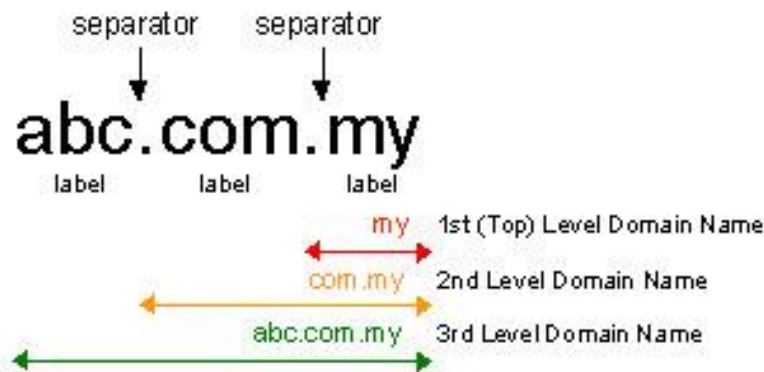 separator separator
abc.com.my
label label label
my 1st (Top) Level Domain Name
com.my 2nd Level Domain Name
abc.com.my 3rd Level Domain Name